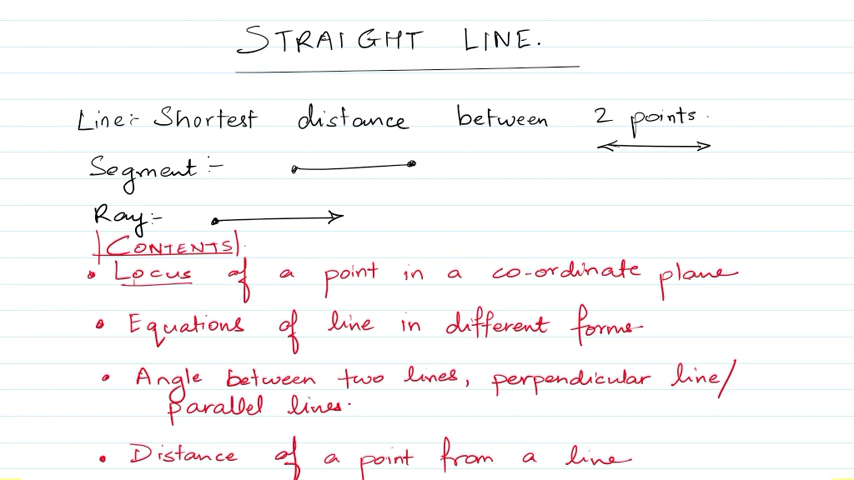 STRAIGHT LINE.
Line:- Shortest distance between 2 points.
Segment:-
Ray:-
CONTENTS
• Locus of a point in a co-ordinate plane
• Equations of line in different forms
• Angle between two lines, perpendicular line/
parallel lines.
• Distance of a point from a line